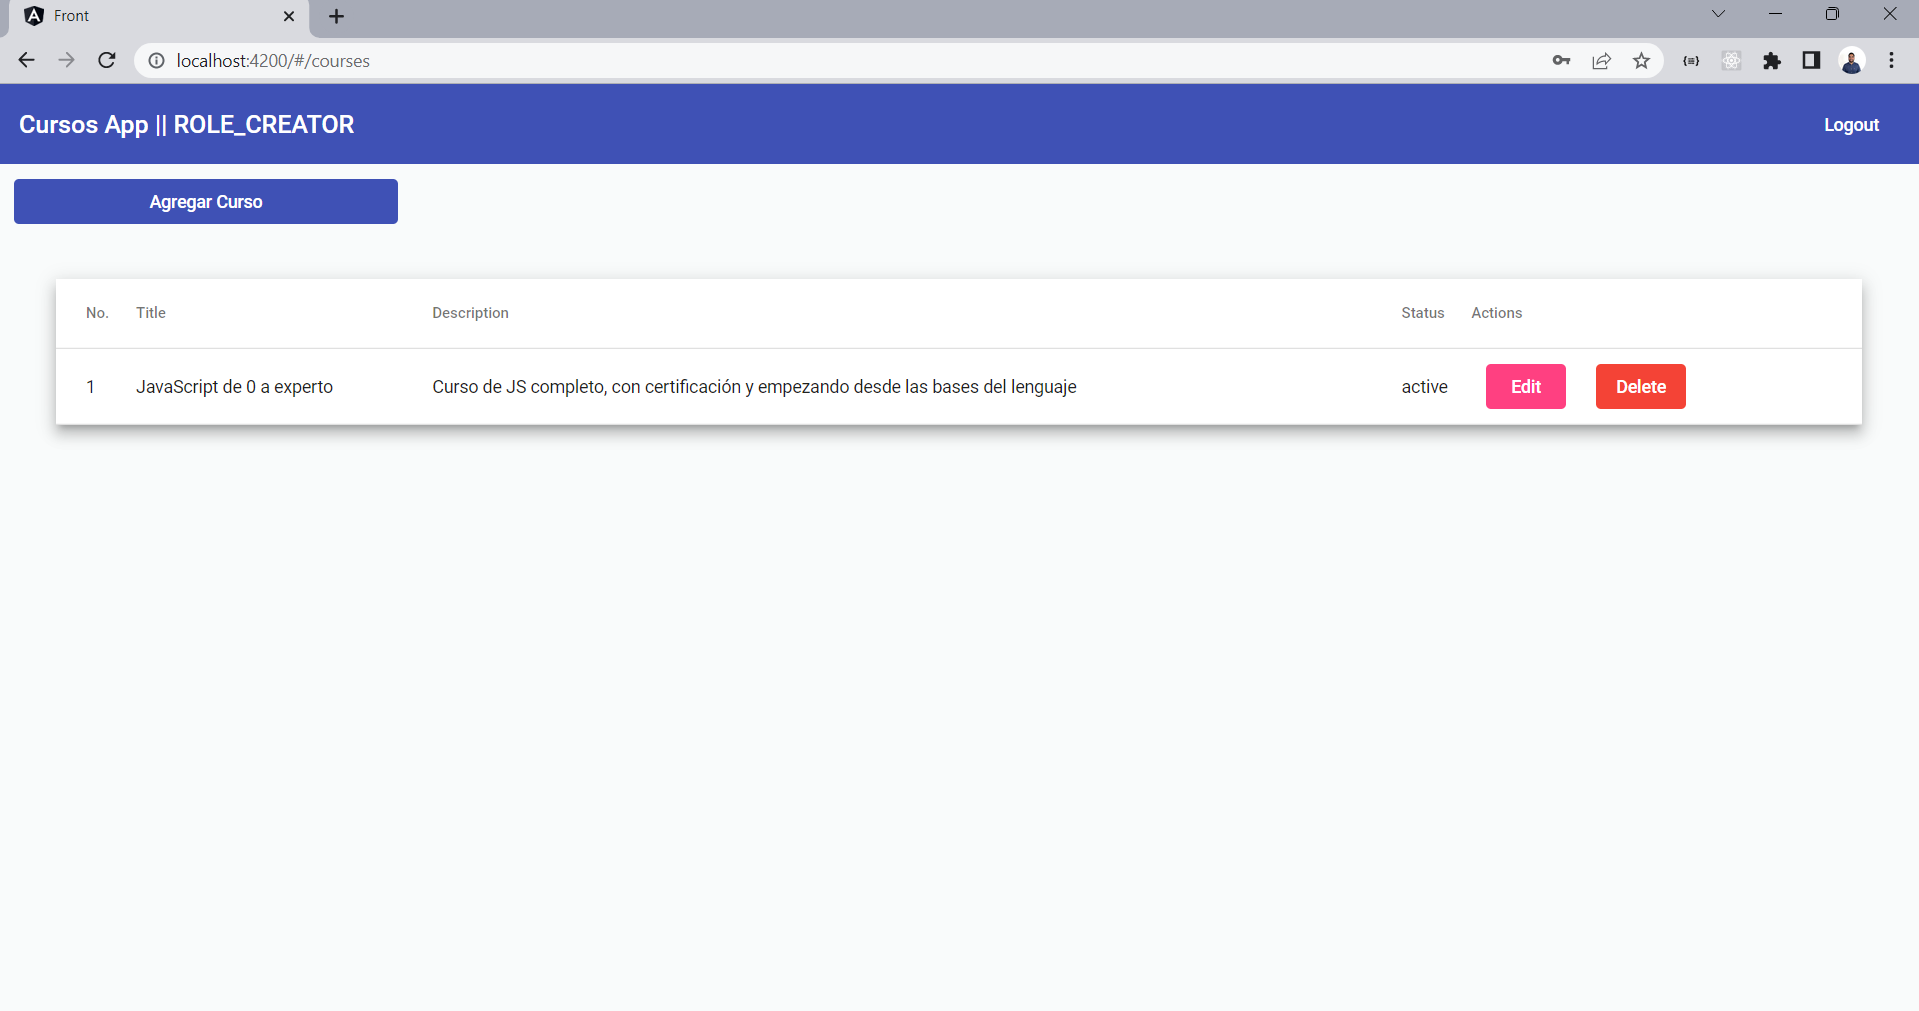 Front
localhost:4200/#/courses
Cursos App || ROLE_CREATOR
Logout
Agregar Curso
No. Title Description Status Actions
1 JavaScript de 0 a experto Curso de JS completo, con certificación y empezando desde las bases del lenguaje active Edit Delete